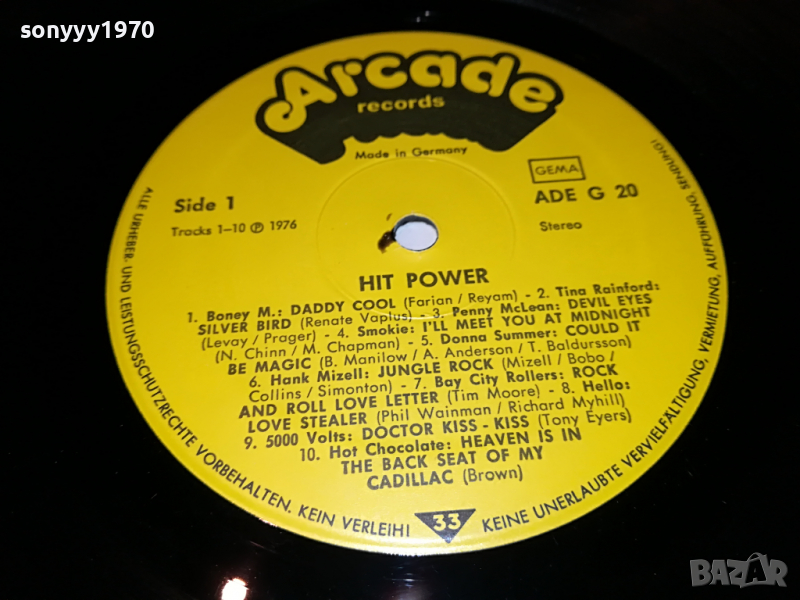 sonyyy1970
Arcade
records
Made in Germany
GEMA
Side 1
ADE G 20
Tracks 1–10 ℗ 1976
Stereo
HIT POWER
1. Boney M.: DADDY COOL (Farian / Reyam) - 2. Tina Rainford:
SILVER BIRD (Renate Vaplus) - 3. Penny McLean: DEVIL EYES
(Levay / Prager) - 4. Smokie: I'LL MEET YOU AT MIDNIGHT
(N. Chinn / M. Chapman) - 5. Donna Summer: COULD IT
BE MAGIC (B. Manilow / A. Anderson / T. Baldursson)
6. Hank Mizell: JUNGLE ROCK (Mizell / Bobo /
Collins / Simonton) - 7. Bay City Rollers: ROCK
AND ROLL LOVE LETTER (Tim Moore) - 8. Hello:
LOVE STEALER (Phil Wainman / Richard Myhill)
9. 5000 Volts: DOCTOR KISS - KISS (Tony Eyers)
10. Hot Chocolate: HEAVEN IS IN
THE BACK SEAT OF MY
CADILLAC (Brown)
ALLE URHEBER- UND LEISTUNGSSCHUTZRECHTE VORBEHALTEN. KEIN VERLEIH!
33
KEINE UNERLAUBTE VERVIELFÄLTIGUNG, VERMIETUNG, AUFFÜHRUNG, SENDUNG!
BAZAR